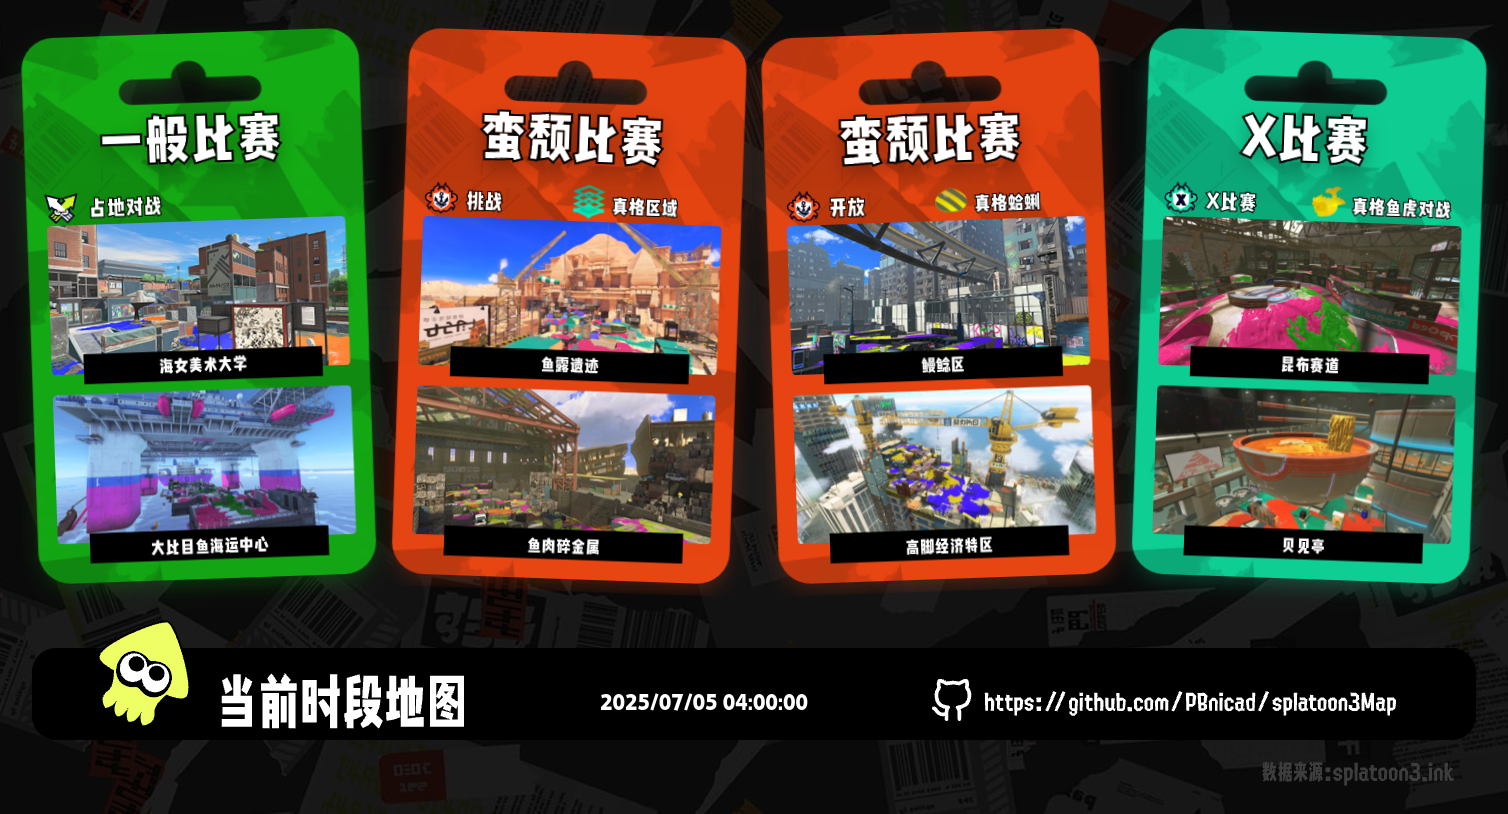 一般比赛
占地对战
海女美术大学
大比目鱼海运中心
蛮颓比赛
挑战
真格区域
鱼露遗迹
鱼肉碎金属
蛮颓比赛
开放
真格蛤蜊
鳗鲶区
高脚经济特区
X比赛
X比赛
真格鱼虎对战
昆布赛道
贝见亭
当前时段地图
2025/07/05 04:00:00
https://github.com/PBnicad/splatoon3Map
数据来源:splatoon3.ink